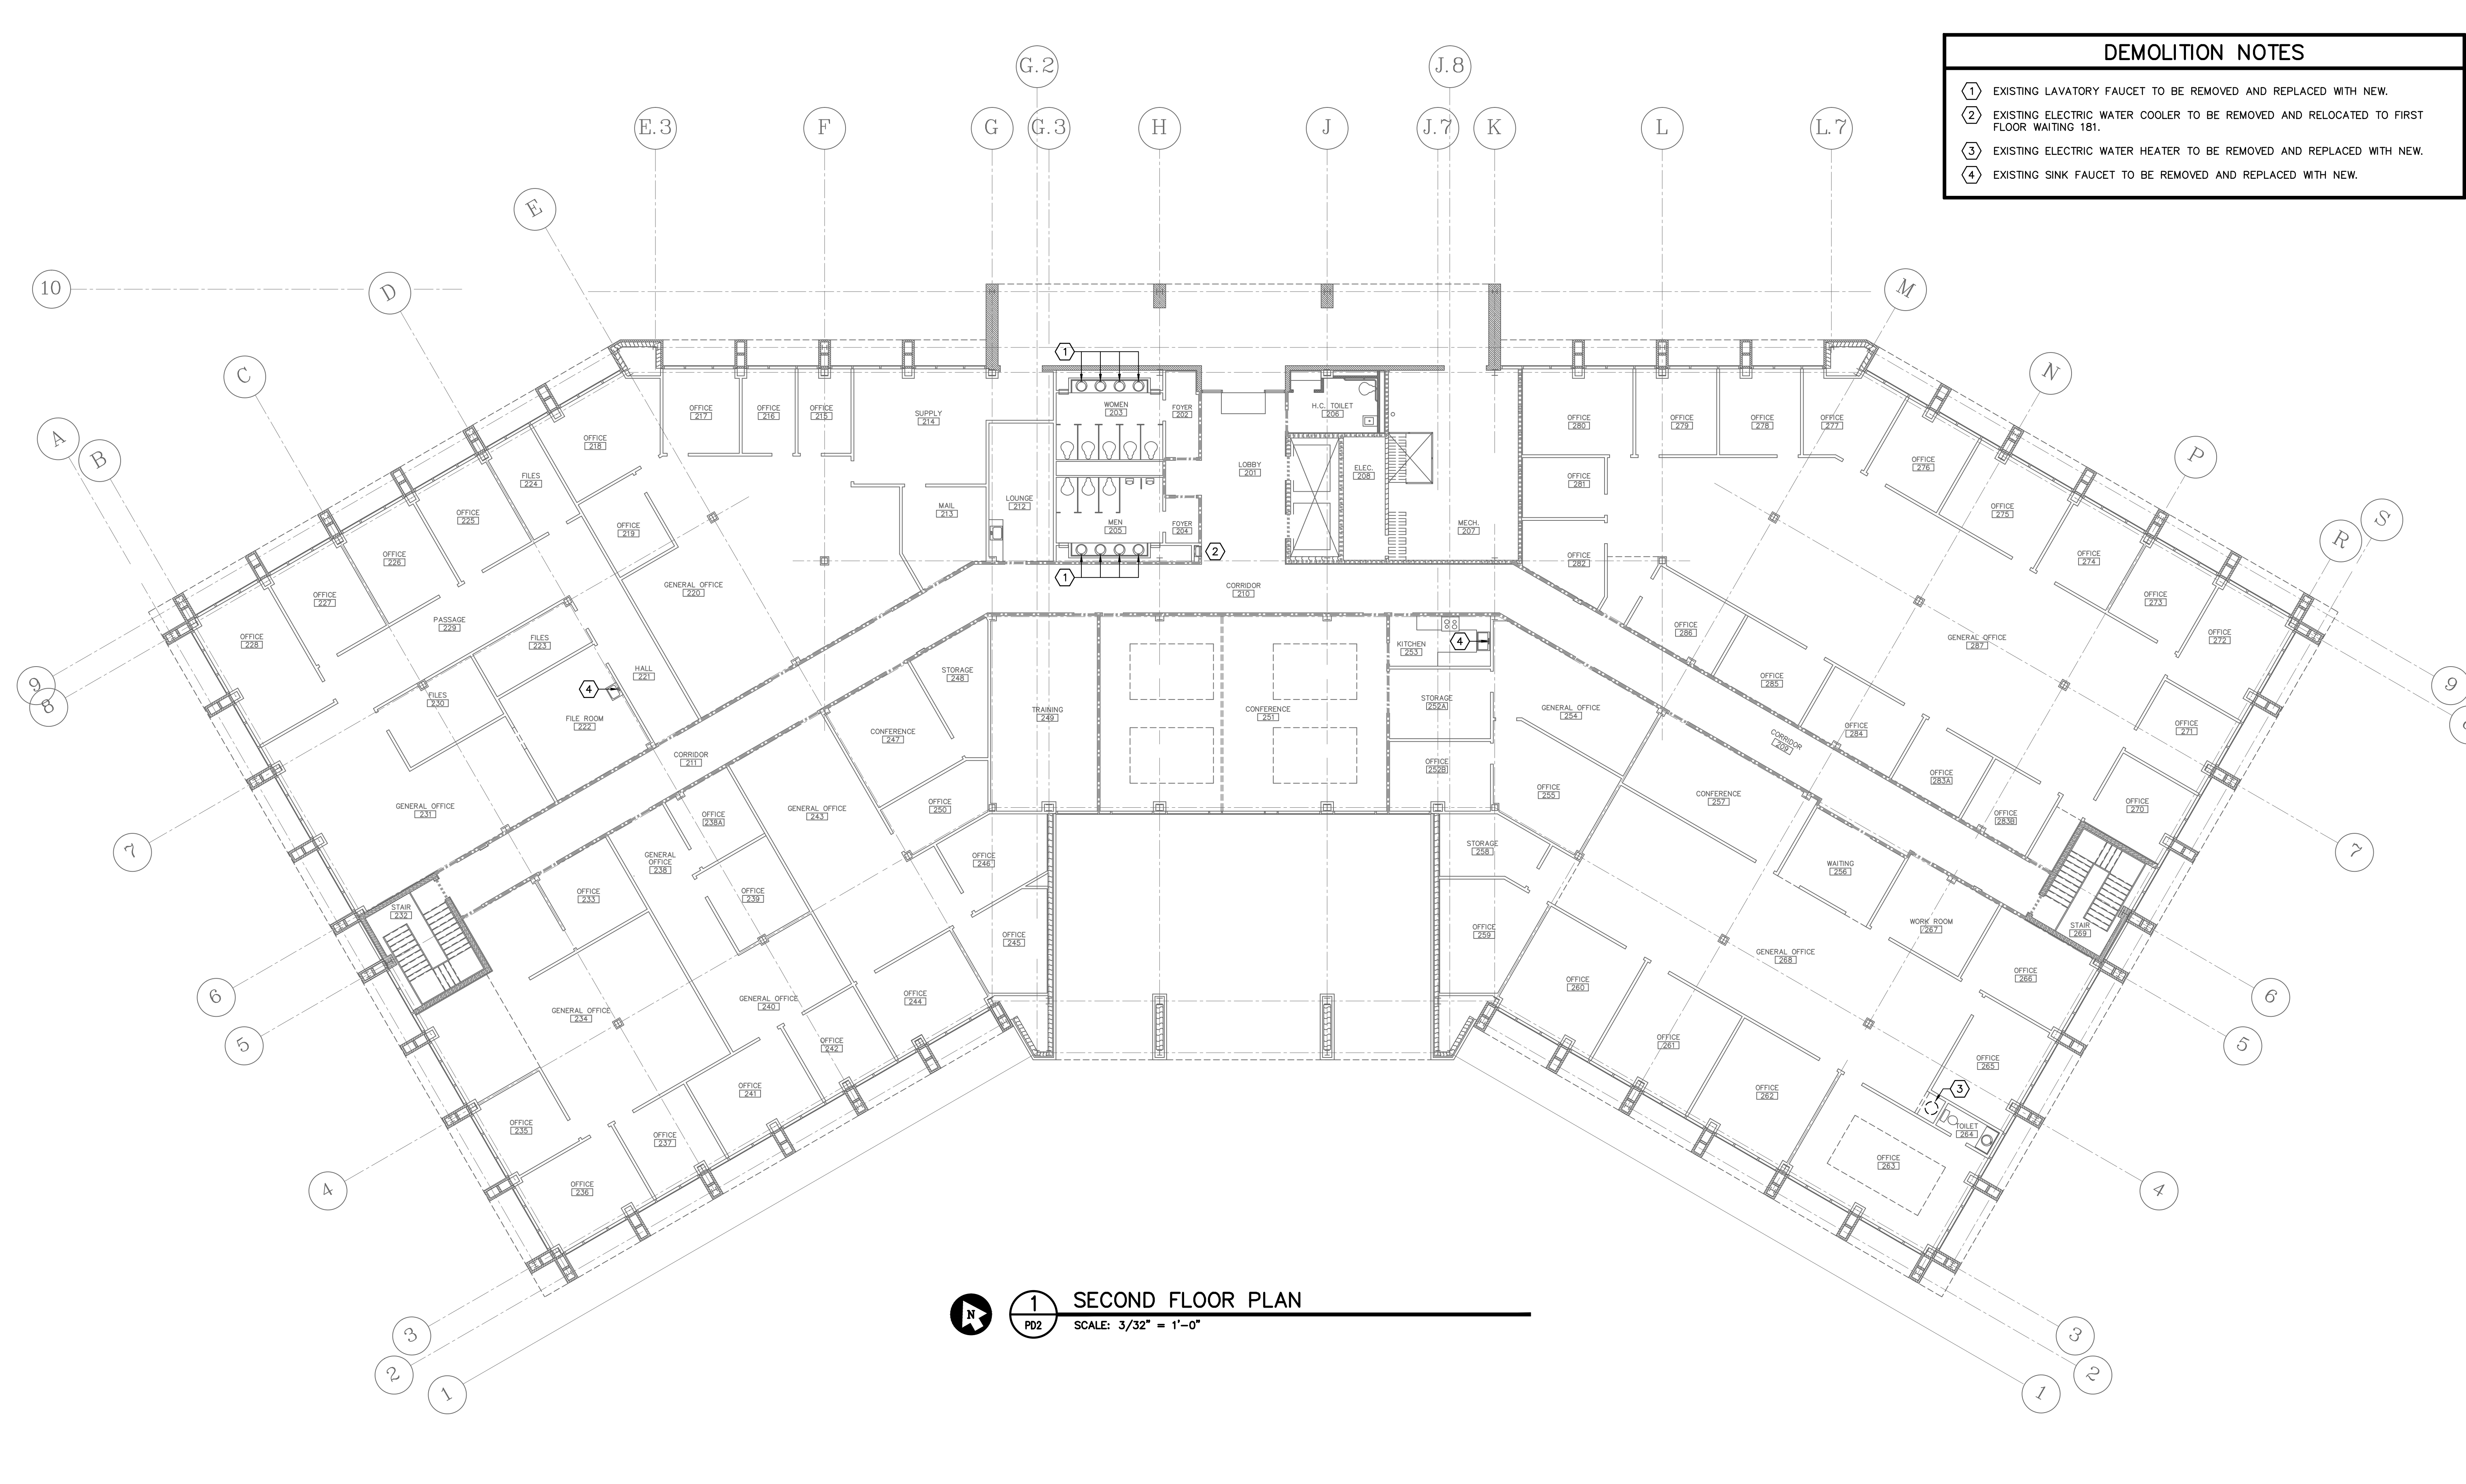 DEMOLITION NOTES
1 EXISTING LAVATORY FAUCET TO BE REMOVED AND REPLACED WITH NEW.
2 EXISTING ELECTRIC WATER COOLER TO BE REMOVED AND RELOCATED TO FIRST
FLOOR WAITING 181.
3 EXISTING ELECTRIC WATER HEATER TO BE REMOVED AND REPLACED WITH NEW.
4 EXISTING SINK FAUCET TO BE REMOVED AND REPLACED WITH NEW.
G.2
J.8
E.3
F
G
G.3
H
J
J.7
K
L
L.7
E
D
10
M
C
N
A
B
P
S
R
9
8
9
7
7
6
6
5
5
4
4
3
3
2
2
1
1
1
1
2
3
4
4
OFFICE
217
OFFICE
216
OFFICE
215
SUPPLY
214
WOMEN
203
FOYER
202
H.C. TOILET
206
OFFICE
280
OFFICE
279
OFFICE
278
OFFICE
277
OFFICE
218
FILES
224
OFFICE
225
OFFICE
219
OFFICE
226
GENERAL OFFICE
220
OFFICE
227
OFFICE
228
PASSAGE
229
FILES
223
FILES
230
HALL
221
FILE ROOM
222
MAIL
213
LOUNGE
212
MEN
205
FOYER
204
LOBBY
201
ELEC.
208
MECH.
207
OFFICE
281
OFFICE
282
OFFICE
276
OFFICE
275
OFFICE
274
OFFICE
273
OFFICE
272
OFFICE
271
OFFICE
270
GENERAL OFFICE
287
OFFICE
286
OFFICE
285
OFFICE
284
OFFICE
283A
OFFICE
283B
CORRIDOR
210
CORRIDOR
209
CORRIDOR
211
GENERAL OFFICE
231
STAIR
232
OFFICE
233
GENERAL OFFICE
234
OFFICE
235
OFFICE
236
OFFICE
237
GENERAL
OFFICE
238
OFFICE
238A
OFFICE
239
GENERAL OFFICE
240
OFFICE
241
OFFICE
242
GENERAL OFFICE
243
OFFICE
244
OFFICE
245
OFFICE
246
CONFERENCE
247
STORAGE
248
OFFICE
250
TRAINING
249
CONFERENCE
251
KITCHEN
253
STORAGE
252A
OFFICE
252B
GENERAL OFFICE
254
OFFICE
255
CONFERENCE
257
WAITING
256
STORAGE
258
OFFICE
259
OFFICE
260
OFFICE
261
OFFICE
262
OFFICE
263
TOILET
264
OFFICE
265
OFFICE
266
WORK ROOM
267
GENERAL OFFICE
268
STAIR
269
N
1
PD2
SECOND FLOOR PLAN
SCALE: 3/32" = 1'-0"